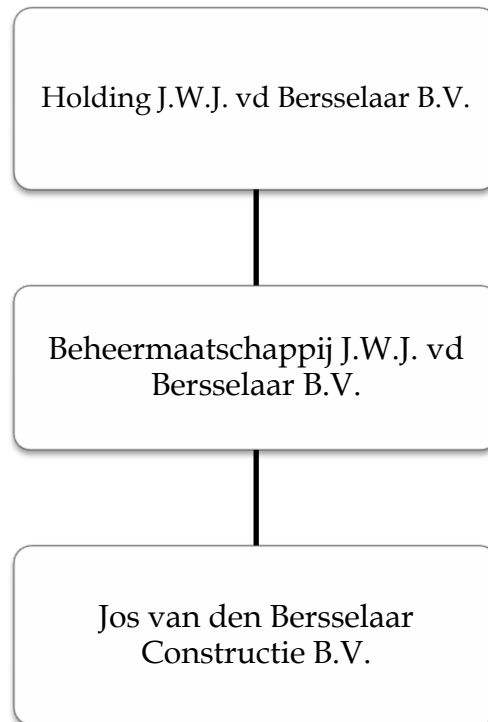 Holding J.W.J. vd Bersselaar B.V.
Beheermaatschappij J.W.J. vd
Bersselaar B.V.
Jos van den Bersselaar
Constructie B.V.